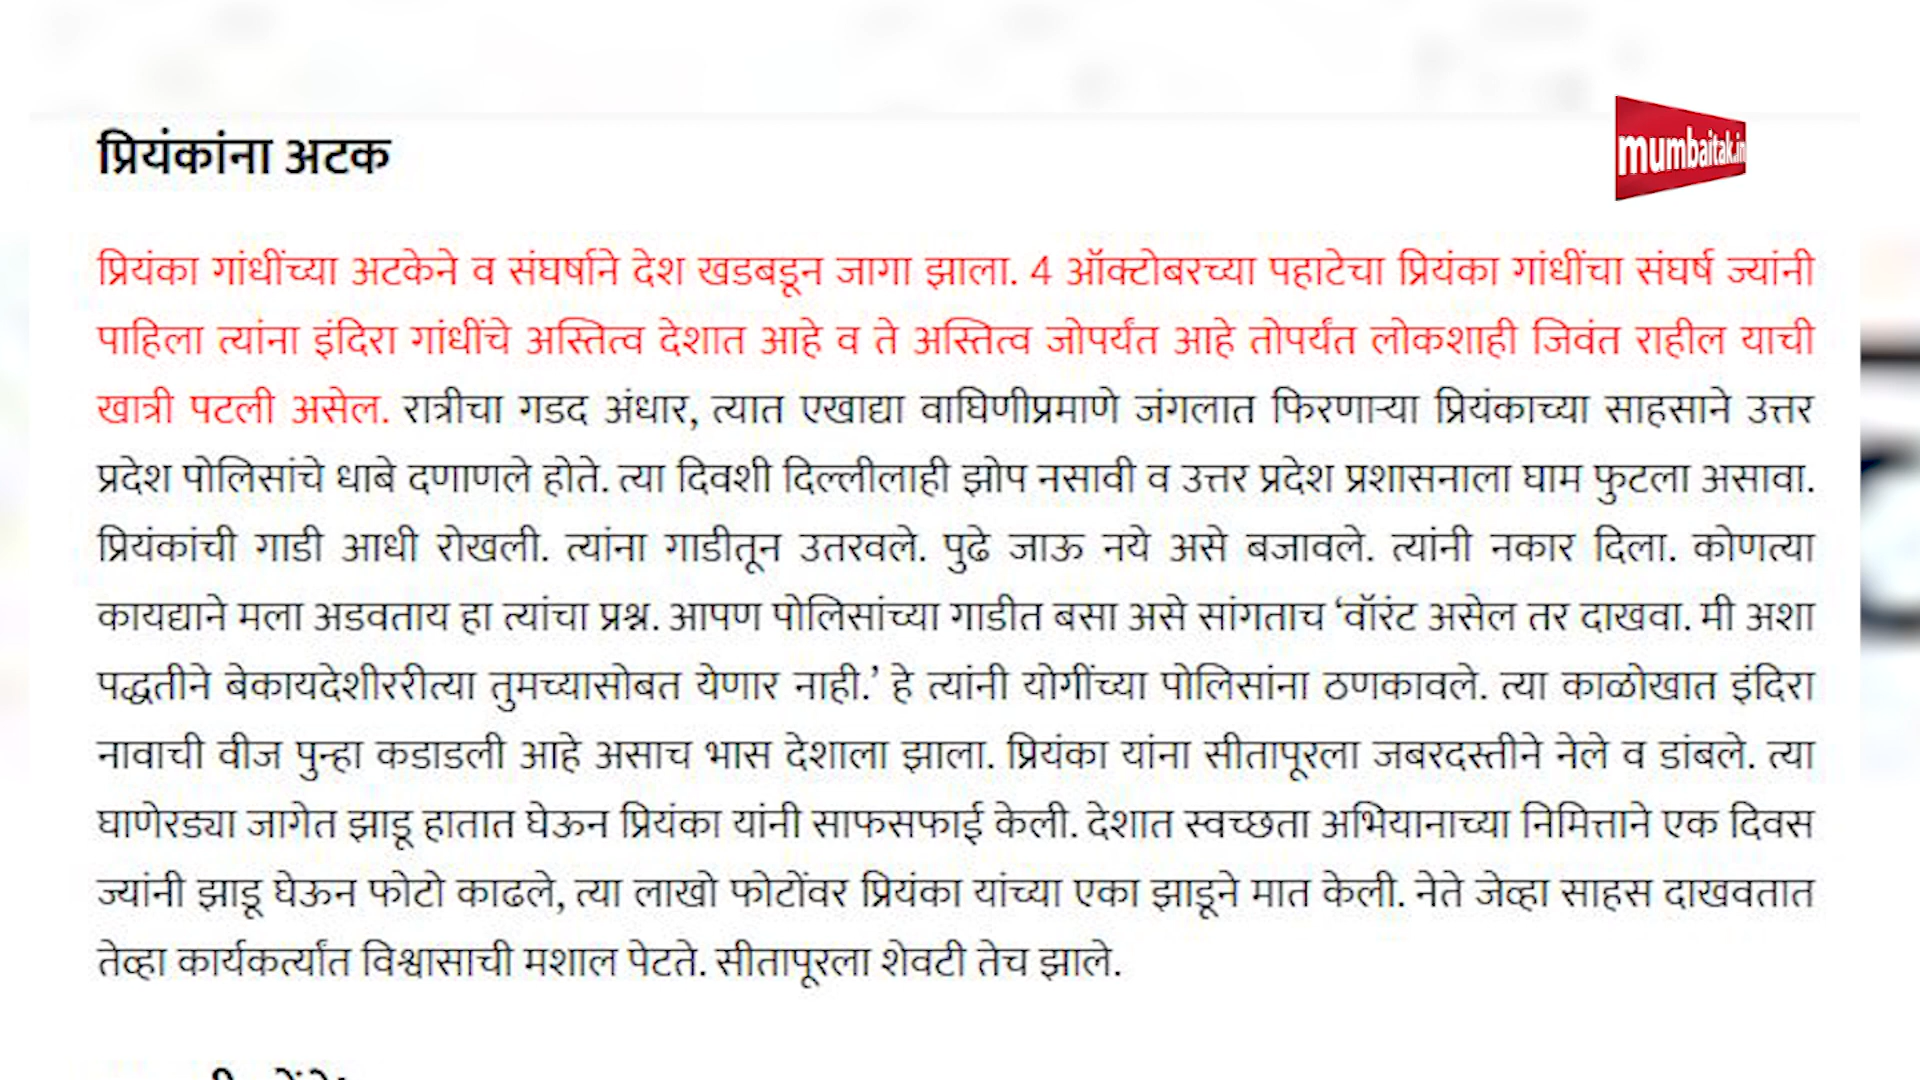 प्रियंकांना अटक
mumbaitak.in
प्रियंका गांधींच्या अटकेने व संघर्षाने देश खडबडून जागा झाला. 4 ऑक्टोबरच्या पहाटेचा प्रियंका गांधींचा संघर्ष ज्यांनी
पाहिला त्यांना इंदिरा गांधींचे अस्तित्व देशात आहे व ते अस्तित्व जोपर्यंत आहे तोपर्यंत लोकशाही जिवंत राहील याची
खात्री पटली असेल. रात्रीचा गडद अंधार, त्यात एखाद्या वाघिणीप्रमाणे जंगलात फिरणाऱ्या प्रियंकाच्या साहसाने उत्तर
प्रदेश पोलिसांचे धाबे दणाणले होते. त्या दिवशी दिल्लीलाही झोप नसावी व उत्तर प्रदेश प्रशासनाला घाम फुटला असावा.
प्रियंकांची गाडी आधी रोखली. त्यांना गाडीतून उतरवले. पुढे जाऊ नये असे बजावले. त्यांनी नकार दिला. कोणत्या
कायद्याने मला अडवताय हा त्यांचा प्रश्न. आपण पोलिसांच्या गाडीत बसा असे सांगताच ‘वॉरंट असेल तर दाखवा. मी अशा
पद्धतीने बेकायदेशीररीत्या तुमच्यासोबत येणार नाही.’ हे त्यांनी योगींच्या पोलिसांना ठणकावले. त्या काळोखात इंदिरा
नावाची वीज पुन्हा कडाडली आहे असाच भास देशाला झाला. प्रियंका यांना सीतापूरला जबरदस्तीने नेले व डांबले. त्या
घाणेरड्या जागेत झाडू हातात घेऊन प्रियंका यांनी साफसफाई केली. देशात स्वच्छता अभियानाच्या निमित्ताने एक दिवस
ज्यांनी झाडू घेऊन फोटो काढले, त्या लाखो फोटोंवर प्रियंका यांच्या एका झाडूने मात केली. नेते जेव्हा साहस दाखवतात
तेव्हा कार्यकर्त्यांत विश्वासाची मशाल पेटते. सीतापूरला शेवटी तेच झाले.